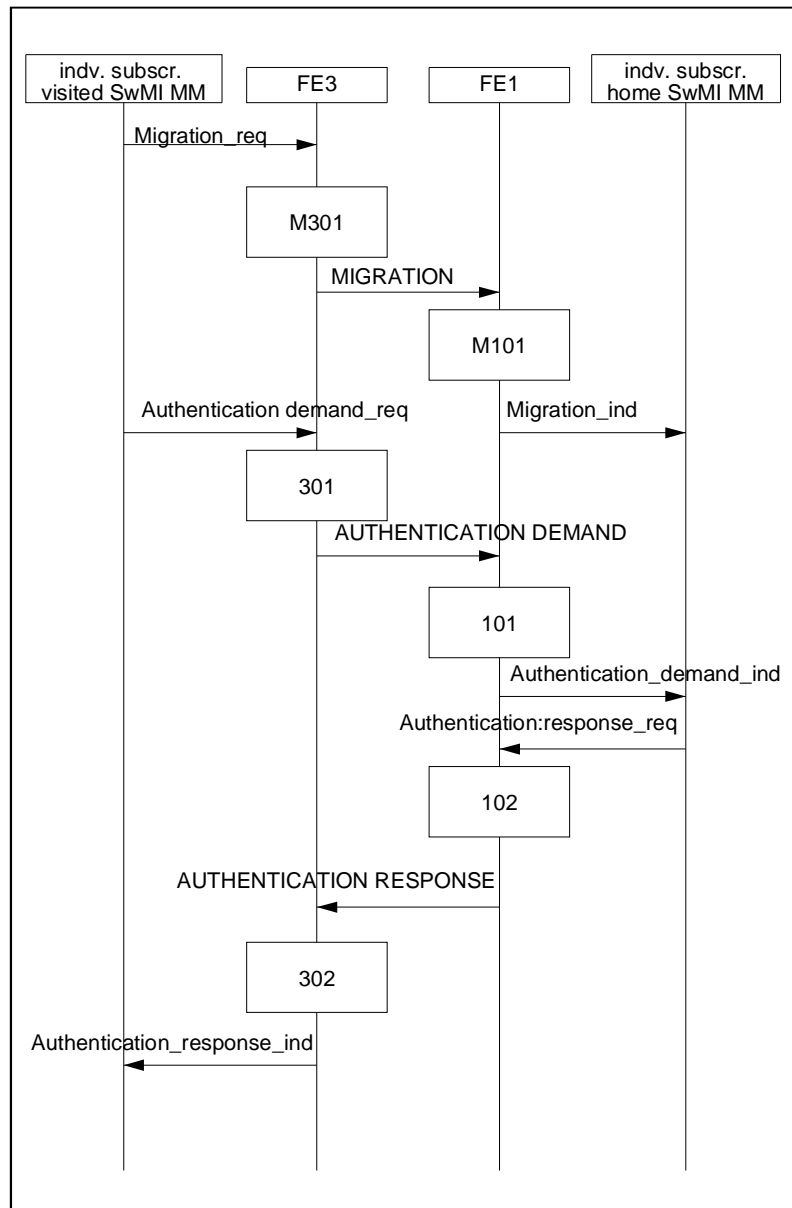 indv. subscr.
visited SwMI MM
FE3
FE1
indv. subscr.
home SwMI MM
Migration_req
M301
MIGRATION
M101
Authentication demand_req
Migration_ind
301
AUTHENTICATION DEMAND
101
Authentication_demand_ind
Authentication:response_req
102
AUTHENTICATION RESPONSE
302
Authentication_response_ind